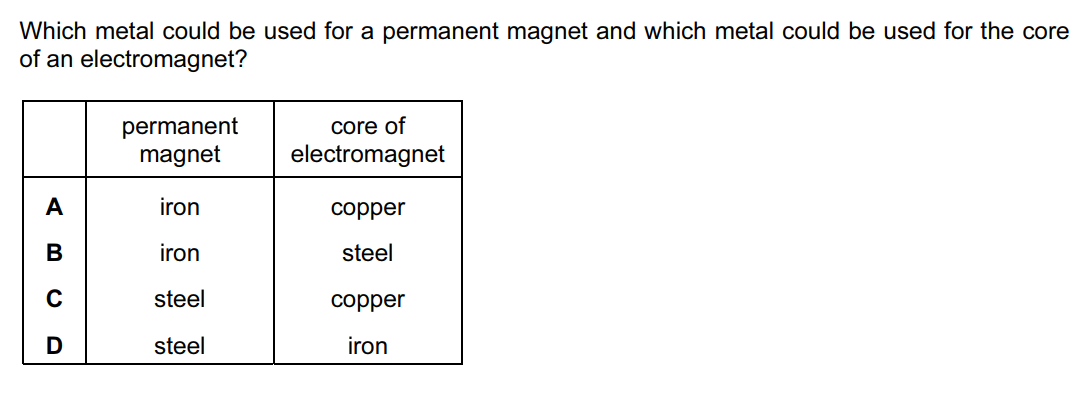 Which metal could be used for a permanent magnet and which metal could be used for the core
of an electromagnet?
permanent magnet core of electromagnet
A iron copper
B iron steel
C steel copper
D steel iron